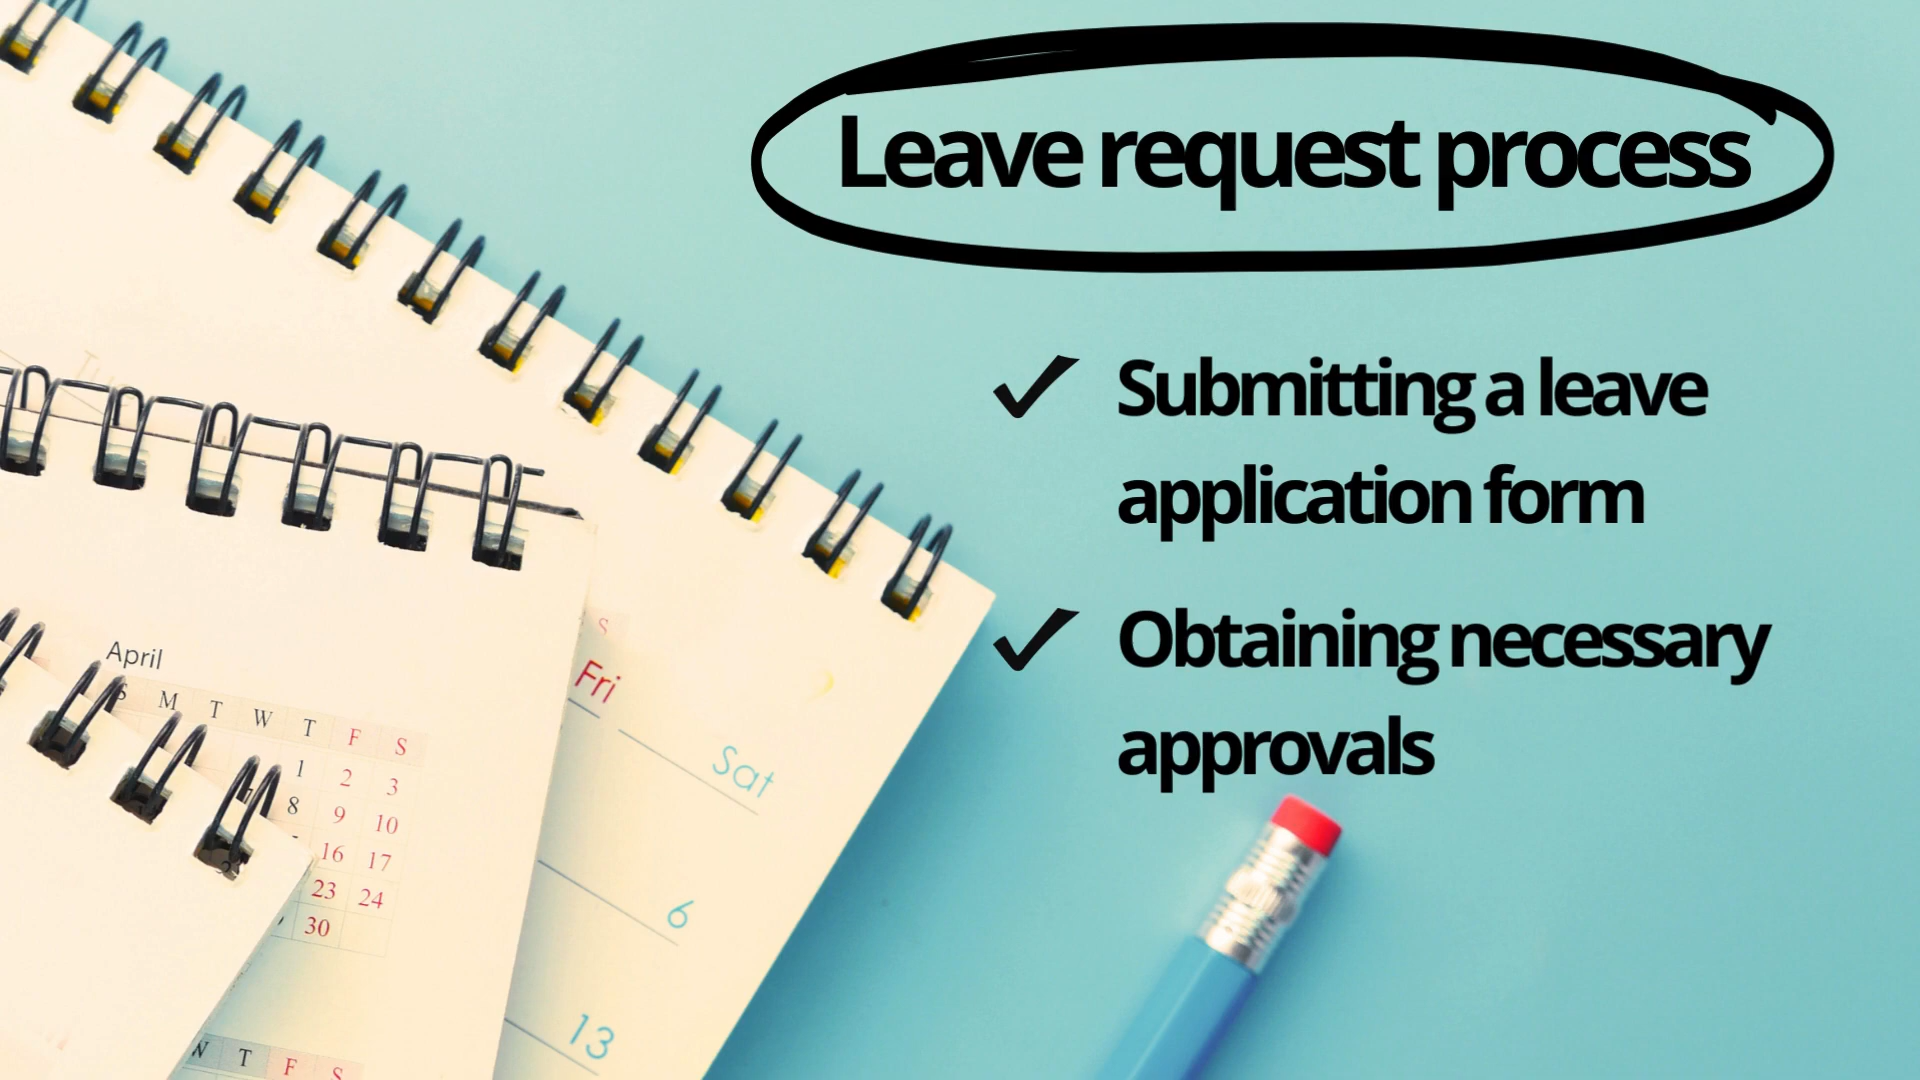 Leave request process
✓ Submitting a leave
application form
✓ Obtaining necessary
approvals
April
S M T W T F S
1 2 3
8 9 10
16 17
23 24
30
S
Fri
Sat
6
13
W T F S